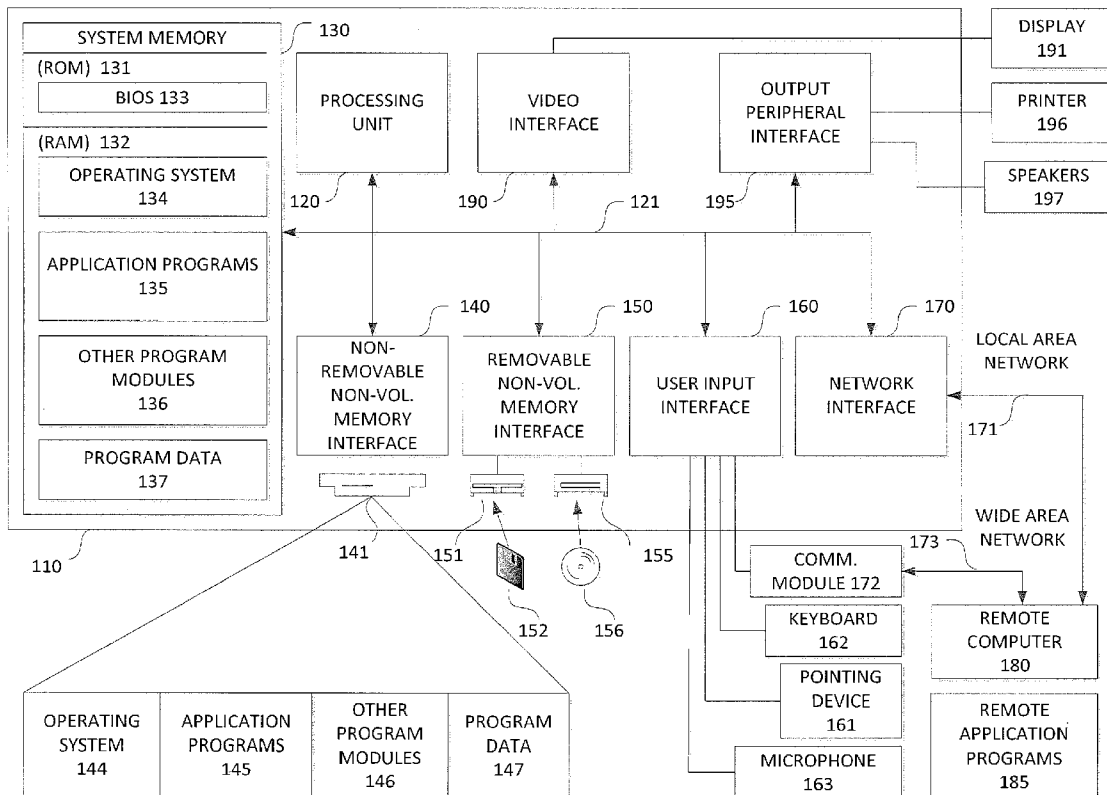 SYSTEM MEMORY
130
(ROM) 131
BIOS 133
(RAM) 132
OPERATING SYSTEM
134
APPLICATION PROGRAMS
135
OTHER PROGRAM
MODULES
136
PROGRAM DATA
137
PROCESSING
UNIT
120
VIDEO
INTERFACE
190
121
OUTPUT
PERIPHERAL
INTERFACE
195
DISPLAY
191
PRINTER
196
SPEAKERS
197
140
NON-
REMOVABLE
NON-VOL.
MEMORY
INTERFACE
150
REMOVABLE
NON-VOL.
MEMORY
INTERFACE
160
USER INPUT
INTERFACE
170
NETWORK
INTERFACE
LOCAL AREA
NETWORK
171
141
151
155
152
156
110
WIDE AREA
NETWORK
173
COMM.
MODULE 172
KEYBOARD
162
POINTING
DEVICE
161
MICROPHONE
163
REMOTE
COMPUTER
180
REMOTE
APPLICATION
PROGRAMS
185
OPERATING
SYSTEM
144
APPLICATION
PROGRAMS
145
OTHER
PROGRAM
MODULES
146
PROGRAM
DATA
147